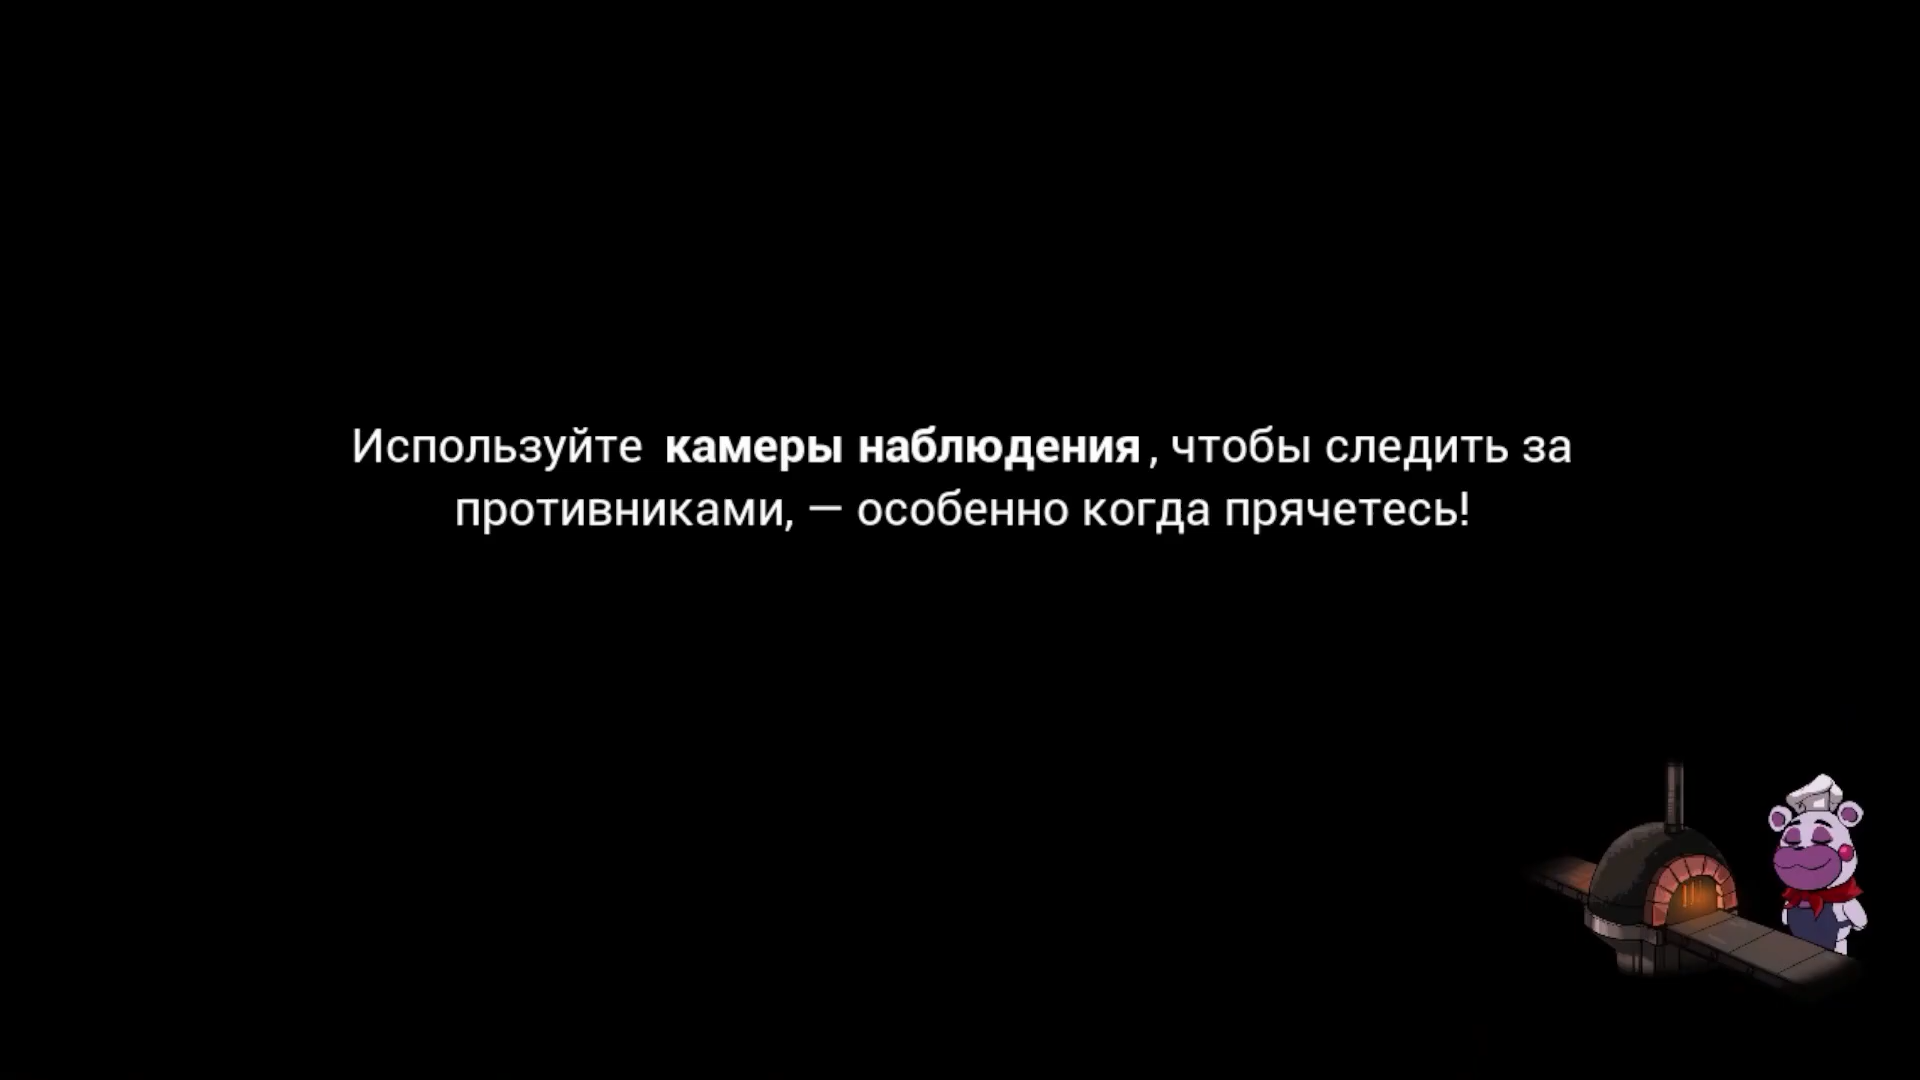 Используйте камеры наблюдения, чтобы следить за
противниками, — особенно когда прячетесь!